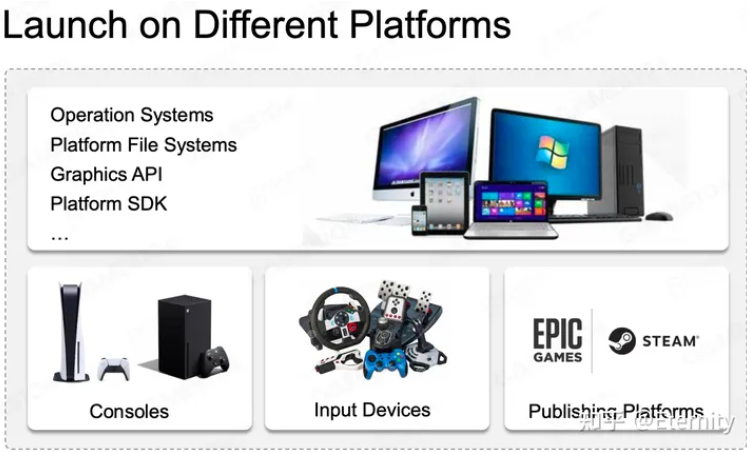 Launch on Different Platforms
Operation Systems
Platform File Systems
Graphics API
Platform SDK
...
EPIC
GAMES
STEAM
Consoles
Input Devices
Publishing Platforms
知乎 @Eternity